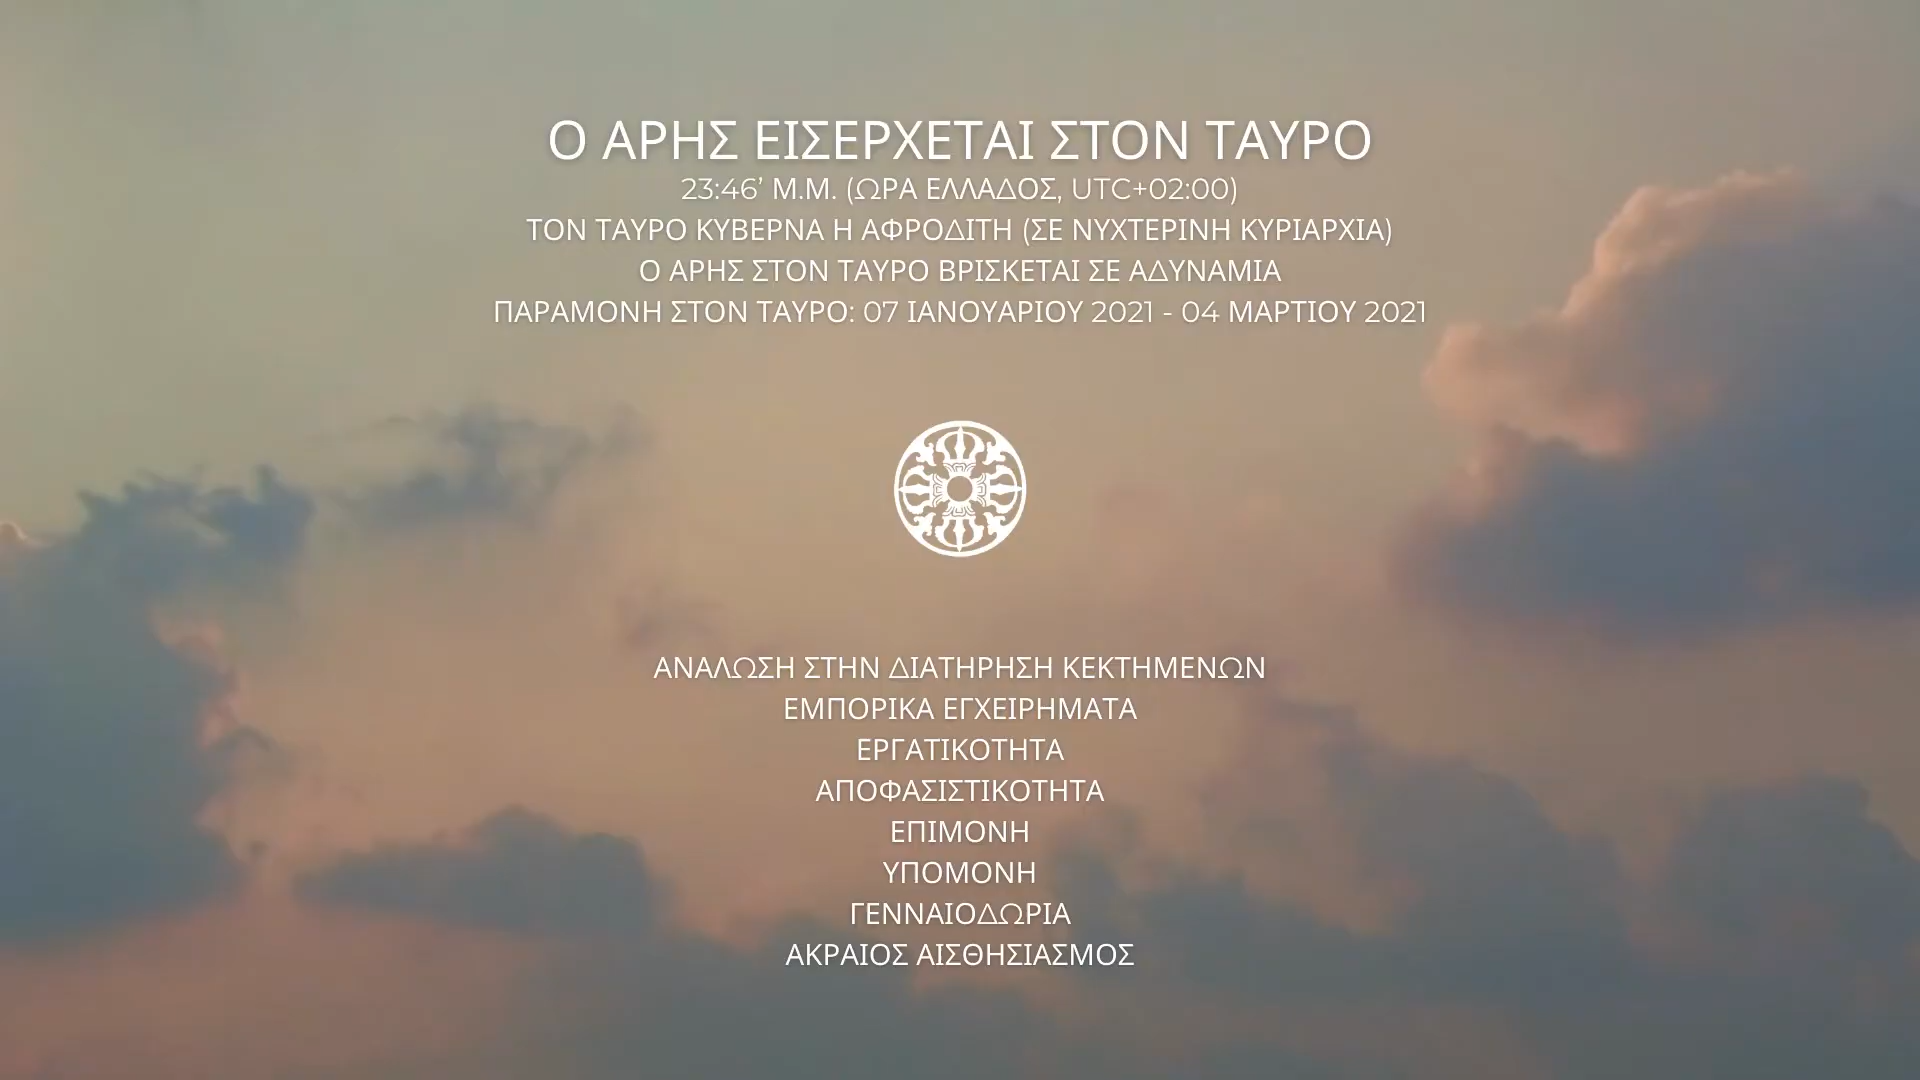 Ο ΑΡΗΣ ΕΙΣΕΡΧΕΤΑΙ ΣΤΟΝ ΤΑΥΡΟ
23:46’ Μ.Μ. (ΩΡΑ ΕΛΛΑΔΟΣ, UTC+02:00)
ΤΟΝ ΤΑΥΡΟ ΚΥΒΕΡΝΑ Η ΑΦΡΟΔΙΤΗ (ΣΕ ΝΥΧΤΕΡΙΝΗ ΚΥΡΙΑΡΧΙΑ)
Ο ΑΡΗΣ ΣΤΟΝ ΤΑΥΡΟ ΒΡΙΣΚΕΤΑΙ ΣΕ ΑΔΥΝΑΜΙΑ
ΠΑΡΑΜΟΝΗ ΣΤΟΝ ΤΑΥΡΟ: 07 ΙΑΝΟΥΑΡΙΟΥ 2021 - 04 ΜΑΡΤΙΟΥ 2021
ΑΝΑΛΩΣΗ ΣΤΗΝ ΔΙΑΤΗΡΗΣΗ ΚΕΚΤΗΜΕΝΩΝ
ΕΜΠΟΡΙΚΑ ΕΓΧΕΙΡΗΜΑΤΑ
ΕΡΓΑΤΙΚΟΤΗΤΑ
ΑΠΟΦΑΣΙΣΤΙΚΟΤΗΤΑ
ΕΠΙΜΟΝΗ
ΥΠΟΜΟΝΗ
ΓΕΝΝΑΙΟΔΩΡΙΑ
ΑΚΡΑΙΟΣ ΑΙΣΘΗΣΙΑΣΜΟΣ